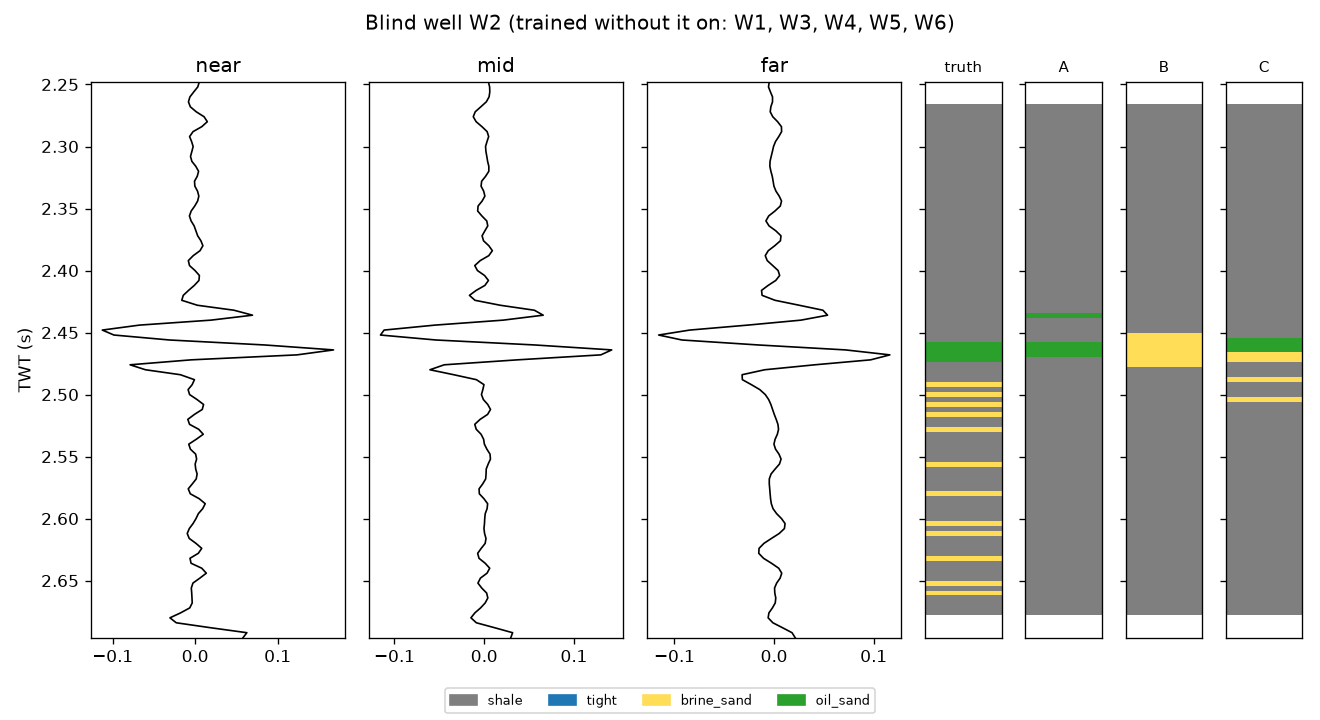 Blind well W2 (trained without it on: W1, W3, W4, W5, W6)
near mid far truth A B C
2.25
2.30
2.35
2.40
2.45
2.50
2.55
2.60
2.65
TWT (s)
−0.1 0.0 0.1 −0.1 0.0 0.1 −0.1 0.0 0.1
shale tight brine_sand oil_sand